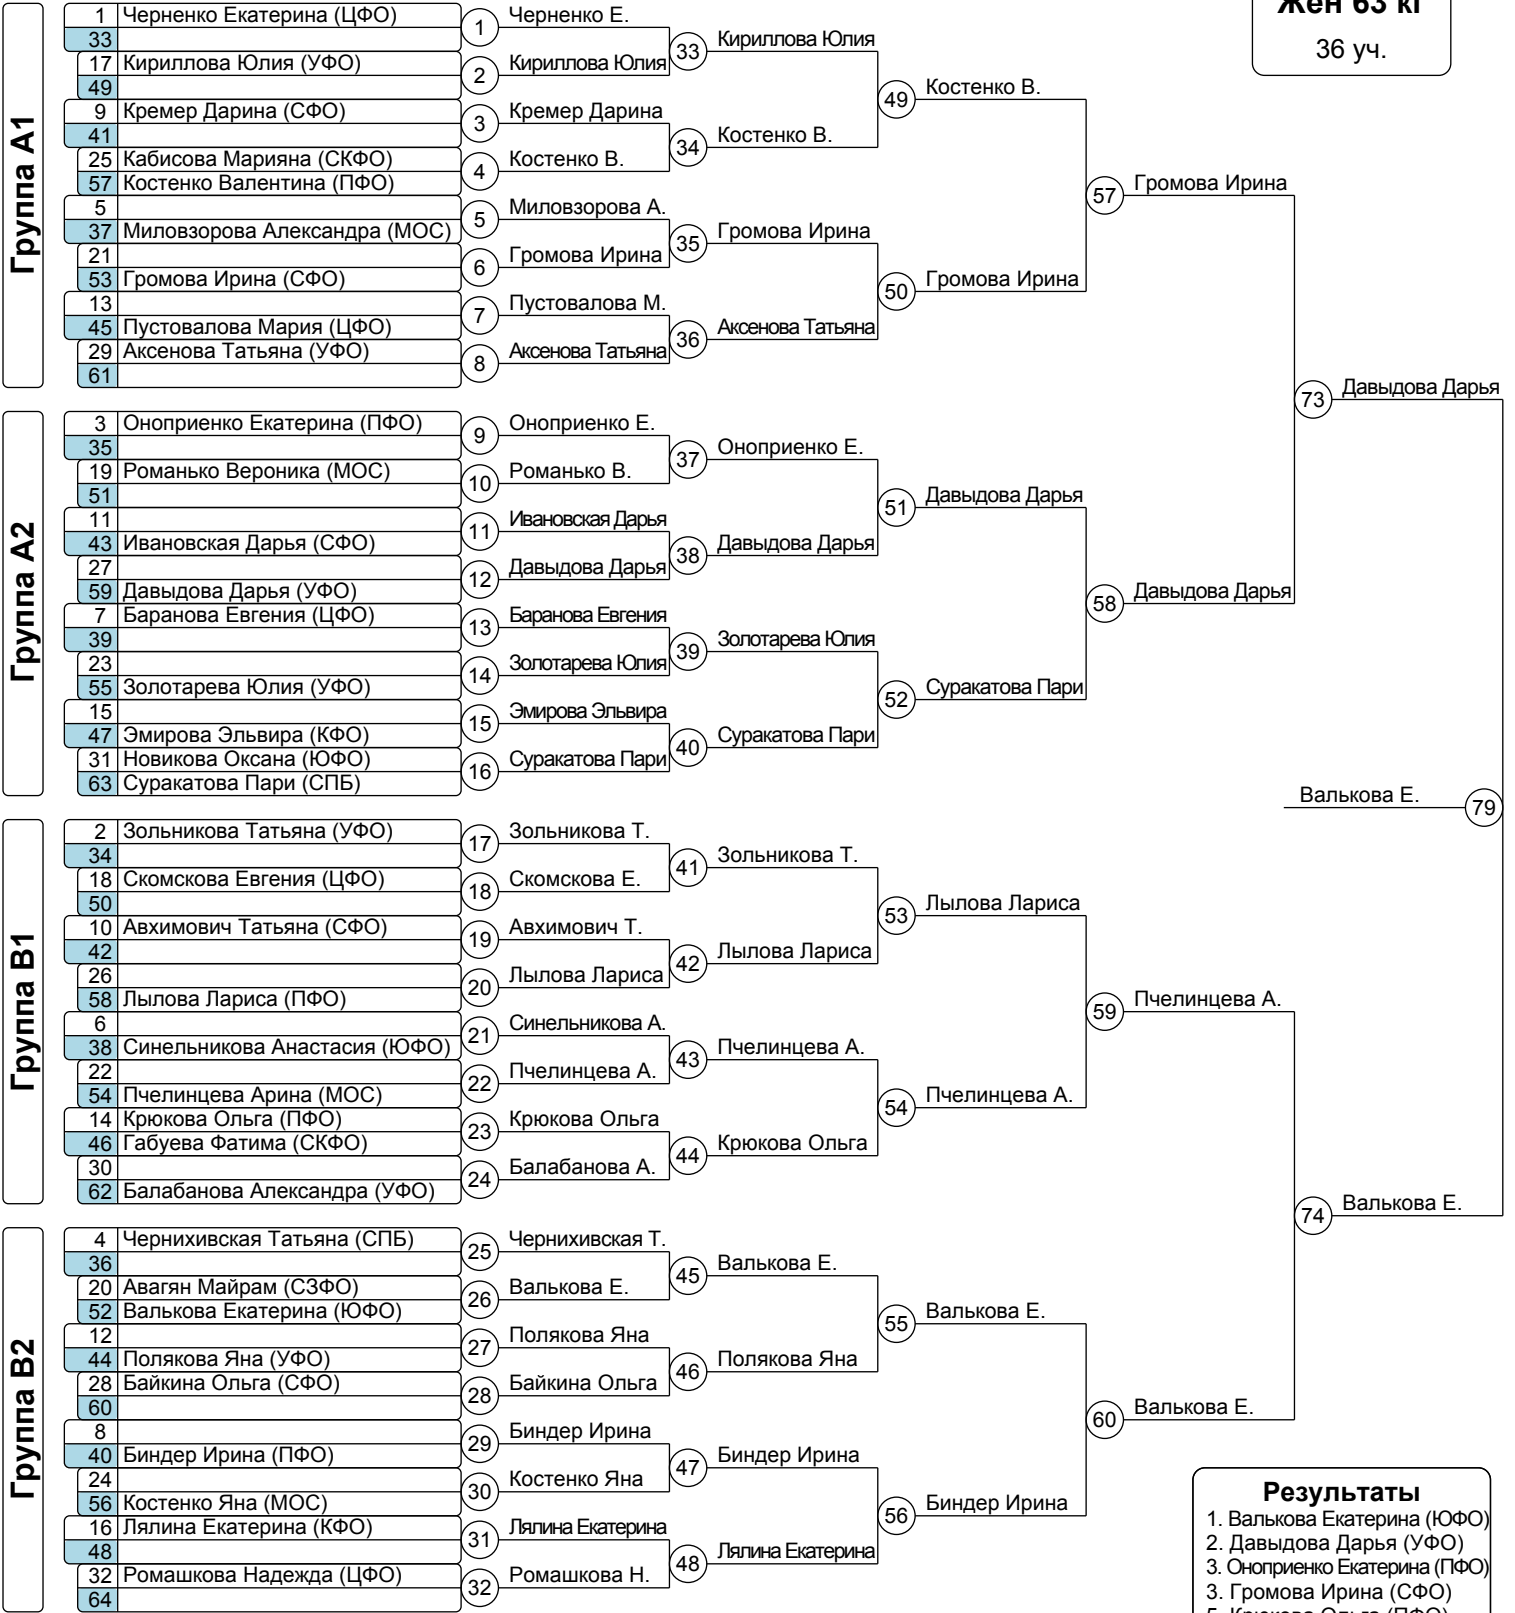 Жен 63 кг
36 уч.
Группа A1
1 Черненко Екатерина (ЦФО)
33
17 Кириллова Юлия (УФО)
49
9 Кремер Дарина (СФО)
41
25 Кабисова Марияна (СКФО)
57 Костенко Валентина (ПФО)
5
37 Миловзорова Александра (МОС)
21
53 Громова Ирина (СФО)
13
45 Пустовалова Мария (ЦФО)
29 Аксенова Татьяна (УФО)
61
1 Черненко Е.
2 Кириллова Юлия
3 Кремер Дарина
4 Костенко В.
5 Миловзорова А.
6 Громова Ирина
7 Пустовалова М.
8 Аксенова Татьяна
33 Кириллова Юлия
34 Костенко В.
35 Громова Ирина
36 Аксенова Татьяна
49 Костенко В.
50 Громова Ирина
57 Громова Ирина
Группа A2
3 Оноприенко Екатерина (ПФО)
35
19 Романько Вероника (МОС)
51
11
43 Ивановская Дарья (СФО)
27
59 Давыдова Дарья (УФО)
7 Баранова Евгения (ЦФО)
39
23
55 Золотарева Юлия (УФО)
15
47 Эмирова Эльвира (КФО)
31 Новикова Оксана (ЮФО)
63 Суракатова Пари (СПБ)
9 Оноприенко Е.
10 Романько В.
11 Ивановская Дарья
12 Давыдова Дарья
13 Баранова Евгения
14 Золотарева Юлия
15 Эмирова Эльвира
16 Суракатова Пари
37 Оноприенко Е.
38 Давыдова Дарья
39 Золотарева Юлия
40 Суракатова Пари
51 Давыдова Дарья
52 Суракатова Пари
58 Давыдова Дарья
73 Давыдова Дарья
Группа B1
2 Зольникова Татьяна (УФО)
34
18 Скомскова Евгения (ЦФО)
50
10 Авхимович Татьяна (СФО)
42
26
58 Лылова Лариса (ПФО)
6
38 Синельникова Анастасия (ЮФО)
22
54 Пчелинцева Арина (МОС)
14 Крюкова Ольга (ПФО)
46 Габуева Фатима (СКФО)
30
62 Балабанова Александра (УФО)
17 Зольникова Т.
18 Скомскова Е.
19 Авхимович Т.
20 Лылова Лариса
21 Синельникова А.
22 Пчелинцева А.
23 Крюкова Ольга
24 Балабанова А.
41 Зольникова Т.
42 Лылова Лариса
43 Пчелинцева А.
44 Крюкова Ольга
53 Лылова Лариса
54 Пчелинцева А.
59 Пчелинцева А.
Группа B2
4 Чернихивская Татьяна (СПБ)
36
20 Авагян Майрам (СЗФО)
52 Валькова Екатерина (ЮФО)
12
44 Полякова Яна (УФО)
28 Байкина Ольга (СФО)
60
8
40 Биндер Ирина (ПФО)
24
56 Костенко Яна (МОС)
16 Лялина Екатерина (КФО)
48
32 Ромашкова Надежда (ЦФО)
64
25 Чернихивская Т.
26 Валькова Е.
27 Полякова Яна
28 Байкина Ольга
29 Биндер Ирина
30 Костенко Яна
31 Лялина Екатерина
32 Ромашкова Н.
45 Валькова Е.
46 Полякова Яна
47 Биндер Ирина
48 Лялина Екатерина
55 Валькова Е.
56 Биндер Ирина
60 Валькова Е.
74 Валькова Е.
Валькова Е. 79
Результаты
1. Валькова Екатерина (ЮФО)
2. Давыдова Дарья (УФО)
3. Оноприенко Екатерина (ПФО)
3. Громова Ирина (СФО)
5. Крюкова Ольга (ПФО)